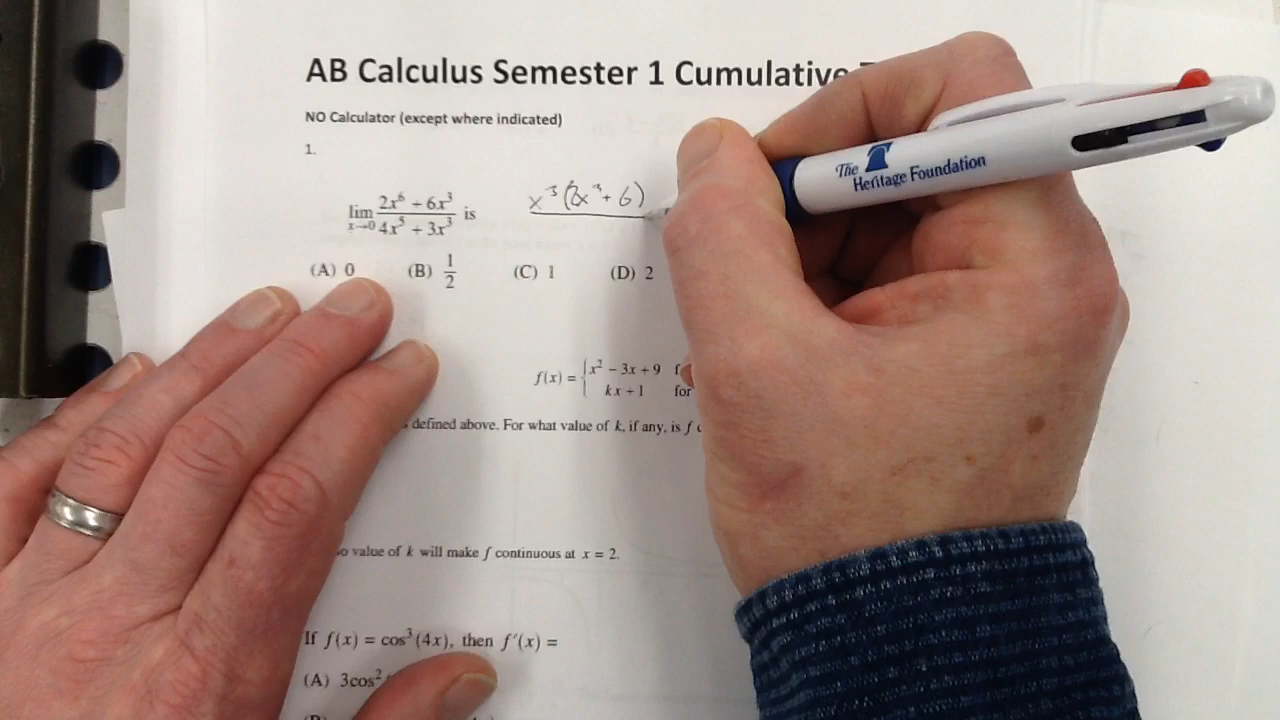 AB Calculus Semester 1 Cumulative
NO Calculator (except where indicated)
1.
lim x→0 (2x⁶ + 6x³)/(4x⁵ + 3x³) is
x³(2x³ + 6)
(A) 0 (B) 1/2 (C) 1 (D) 2
The Heritage Foundation
f(x) = { x² − 3x + 9
kx + 1 for
defined above. For what value of k, if any, is f
value of k will make f continuous at x = 2.
If f(x) = cos³(4x), then f′(x) =
(A) 3cos²